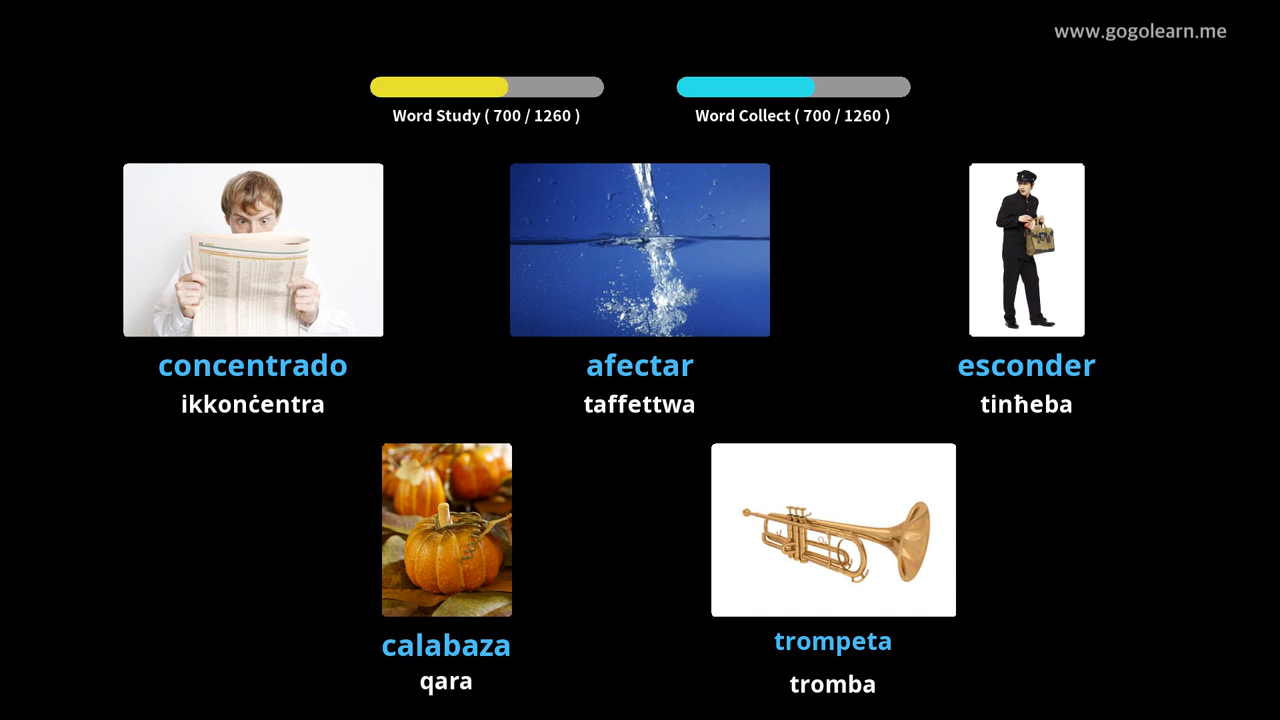 www.gogolearn.me
Word Study ( 700 / 1260 )
Word Collect ( 700 / 1260 )
concentrado
ikkonċentra
afectar
taffettwa
esconder
tinħeba
calabaza
qara
trompeta
tromba